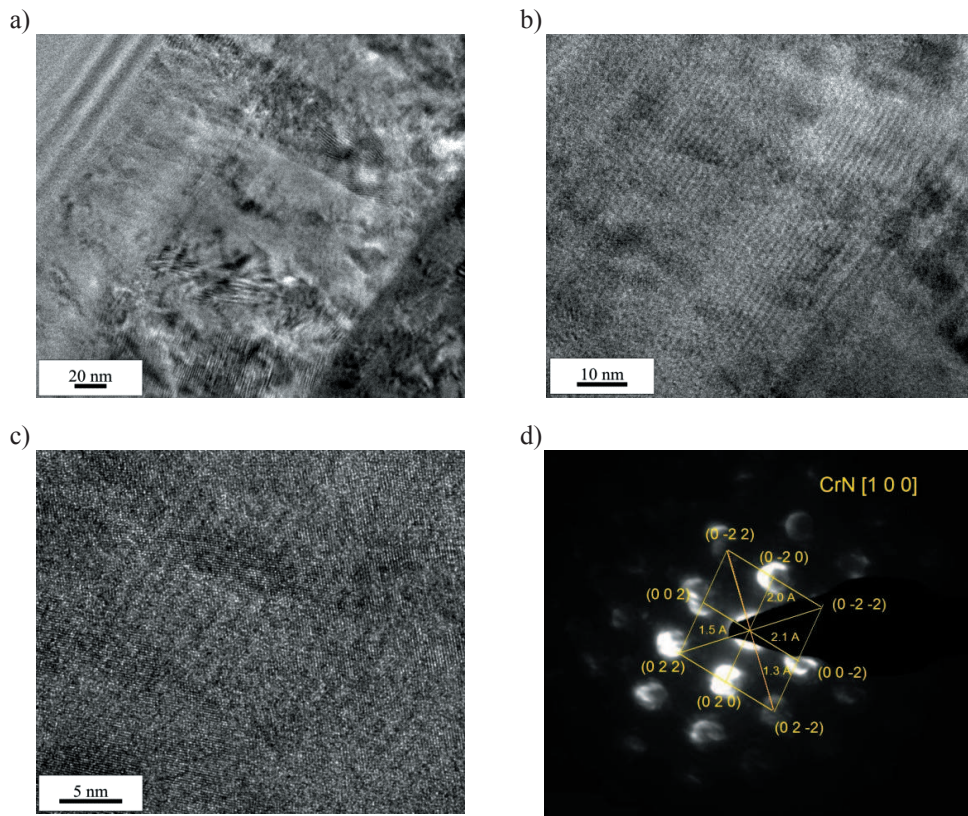 a)
b)
20 nm
10 nm
c)
d)
5 nm
CrN [1 0 0]
(0 -2 2)
(0 -2 0)
(0 0 2)
2.0 A
(0 -2 -2)
1.5 A
2.1 A
(0 2 2)
1.3 A
(0 0 -2)
(0 2 0)
(0 2 -2)